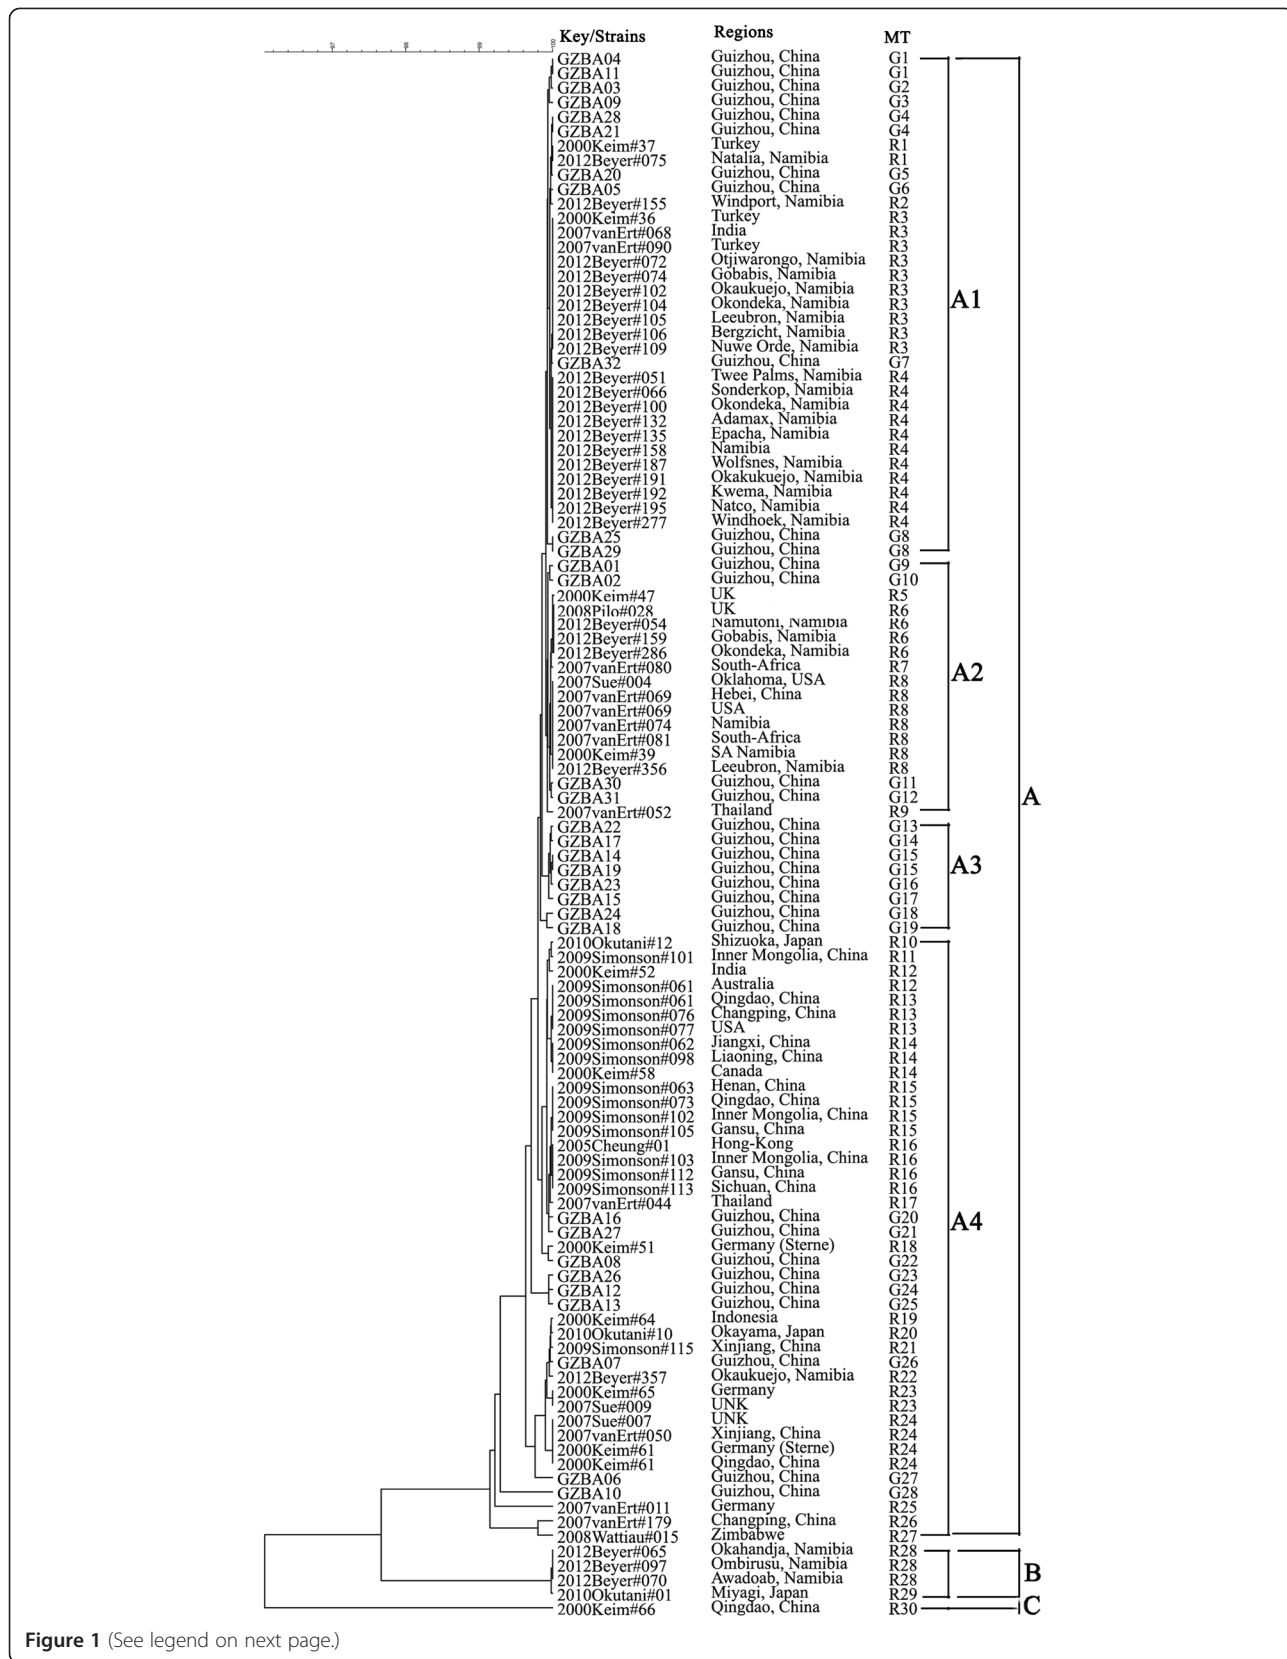 97 98 99 100 Key/Strains Regions MT
GZBA04 Guizhou, China G1
GZBA11 Guizhou, China G1
GZBA03 Guizhou, China G2
GZBA09 Guizhou, China G3
GZBA28 Guizhou, China G4
GZBA21 Guizhou, China G4
2000Keim#37 Turkey R1
2012Beyer#075 Natalia, Namibia R1
GZBA20 Guizhou, China G5
GZBA05 Guizhou, China G6
2012Beyer#155 Windport, Namibia R2
2000Keim#36 Turkey R3
2007vanErt#068 India R3
2007vanErt#090 Turkey R3
2012Beyer#072 Otjiwarongo, Namibia R3
2012Beyer#074 Gobabis, Namibia R3
2012Beyer#102 Okaukuejo, Namibia R3
A1
2012Beyer#104 Okondeka, Namibia R3
2012Beyer#105 Leeubron, Namibia R3
2012Beyer#106 Bergzicht, Namibia R3
2012Beyer#109 Nuwe Orde, Namibia R3
GZBA32 Guizhou, China G7
2012Beyer#051 Twee Palms, Namibia R4
2012Beyer#066 Sonderkop, Namibia R4
2012Beyer#100 Okondeka, Namibia R4
2012Beyer#132 Adamax, Namibia R4
2012Beyer#135 Epacha, Namibia R4
2012Beyer#158 Namibia R4
2012Beyer#187 Wolfsnes, Namibia R4
2012Beyer#191 Okakukuejo, Namibia R4
2012Beyer#192 Kwema, Namibia R4
2012Beyer#195 Natco, Namibia R4
2012Beyer#277 Windhoek, Namibia R4
GZBA25 Guizhou, China G8
GZBA29 Guizhou, China G8
GZBA01 Guizhou, China G9
GZBA02 Guizhou, China G10
2000Keim#47 UK R5
2008Pilo#028 UK R6
2012Beyer#054 Namutoni, Namibia R6
2012Beyer#159 Gobabis, Namibia R6
2012Beyer#286 Okondeka, Namibia R6
2007vanErt#080 South-Africa R7
A2
2007Sue#004 Oklahoma, USA R8
2007vanErt#069 Hebei, China R8
2007vanErt#069 USA R8
2007vanErt#074 Namibia R8
2007vanErt#081 South-Africa R8
2000Keim#39 SA Namibia R8
2012Beyer#356 Leeubron, Namibia R8
GZBA30 Guizhou, China G11
GZBA31 Guizhou, China G12
A
2007vanErt#052 Thailand R9
GZBA22 Guizhou, China G13
GZBA17 Guizhou, China G14
GZBA14 Guizhou, China G15
A3
GZBA19 Guizhou, China G15
GZBA23 Guizhou, China G16
GZBA15 Guizhou, China G17
GZBA24 Guizhou, China G18
GZBA18 Guizhou, China G19
2010Okutani#12 Shizuoka, Japan R10
2009Simonson#101 Inner Mongolia, China R11
2000Keim#52 India R12
2009Simonson#061 Australia R12
2009Simonson#061 Qingdao, China R13
2009Simonson#076 Changping, China R13
2009Simonson#077 USA R13
2009Simonson#062 Jiangxi, China R14
2009Simonson#098 Liaoning, China R14
2000Keim#58 Canada R14
2009Simonson#063 Henan, China R15
2009Simonson#073 Qingdao, China R15
2009Simonson#102 Inner Mongolia, China R15
2009Simonson#105 Gansu, China R15
2005Cheung#01 Hong-Kong R16
2009Simonson#103 Inner Mongolia, China R16
2009Simonson#112 Gansu, China R16
2009Simonson#113 Sichuan, China R16
2007vanErt#044 Thailand R17
GZBA16 Guizhou, China G20
A4
GZBA27 Guizhou, China G21
2000Keim#51 Germany (Sterne) R18
GZBA08 Guizhou, China G22
GZBA26 Guizhou, China G23
GZBA12 Guizhou, China G24
GZBA13 Guizhou, China G25
2000Keim#64 Indonesia R19
2010Okutani#10 Okayama, Japan R20
2009Simonson#115 Xinjiang, China R21
GZBA07 Guizhou, China G26
2012Beyer#357 Okaukuejo, Namibia R22
2000Keim#65 Germany R23
2007Sue#009 UNK R23
2007Sue#007 UNK R24
2007vanErt#050 Xinjiang, China R24
2000Keim#61 Germany (Sterne) R24
2000Keim#61 Qingdao, China R24
GZBA06 Guizhou, China G27
GZBA10 Guizhou, China G28
2007vanErt#011 Germany R25
2007vanErt#179 Changping, China R26
2008Wattiau#015 Zimbabwe R27
2012Beyer#065 Okahandja, Namibia R28
2012Beyer#097 Ombirusu, Namibia R28
B
2012Beyer#070 Awadoab, Namibia R28
2010Okutani#01 Miyagi, Japan R29
2000Keim#66 Qingdao, China R30 C
Figure 1 (See legend on next page.)